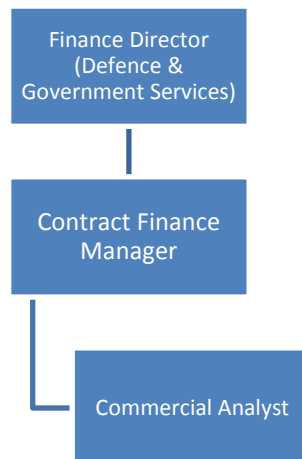 Finance Director
(Defence &
Government Services)
Contract Finance
Manager
Commercial Analyst